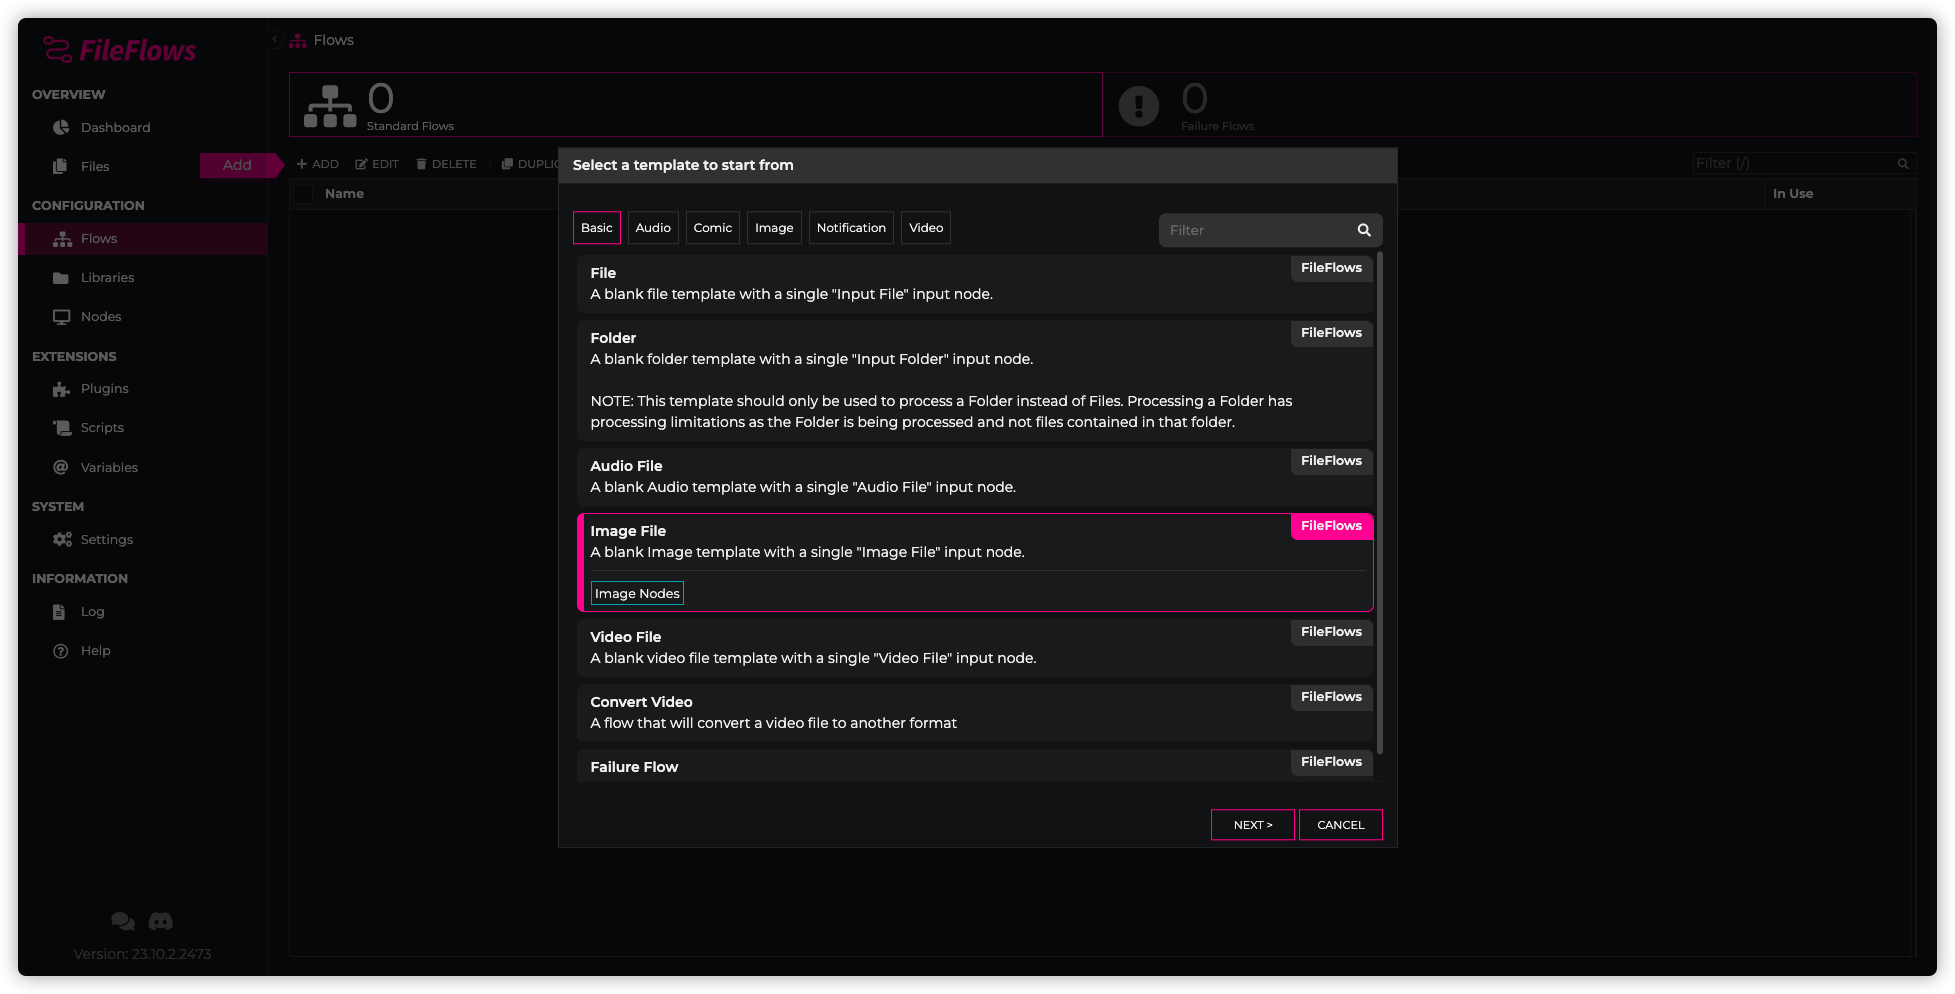 FileFlows
OVERVIEW
Dashboard
Files
CONFIGURATION
Flows
Libraries
Nodes
EXTENSIONS
Plugins
Scripts
Variables
SYSTEM
Settings
INFORMATION
Log
Help
Version: 23.10.2.2473
Flows
0
Standard Flows
0
Failure Flows
Add
ADD
EDIT
DELETE
DUPLIC
Filter (/)
Name
In Use
Select a template to start from
Basic
Audio
Comic
Image
Notification
Video
Filter
File
FileFlows
A blank file template with a single "Input File" input node.
Folder
FileFlows
A blank folder template with a single "Input Folder" input node.
NOTE: This template should only be used to process a Folder instead of Files. Processing a Folder has
processing limitations as the Folder is being processed and not files contained in that folder.
Audio File
FileFlows
A blank Audio template with a single "Audio File" input node.
Image File
FileFlows
A blank Image template with a single "Image File" input node.
Image Nodes
Video File
FileFlows
A blank video file template with a single "Video File" input node.
Convert Video
FileFlows
A flow that will convert a video file to another format
Failure Flow
FileFlows
NEXT >
CANCEL